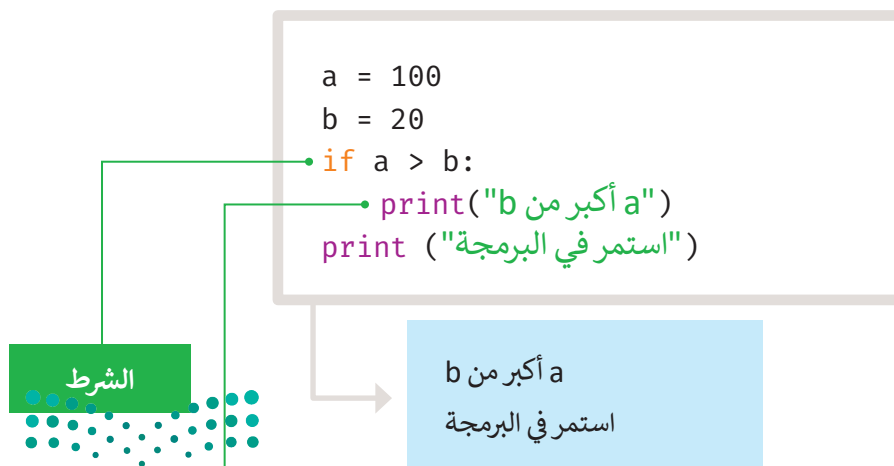 a = 100
b = 20
if a > b:
print("a أكبر من b")
print ("استمر في البرمجة")
الشرط
a أكبر من b
استمر في البرمجة